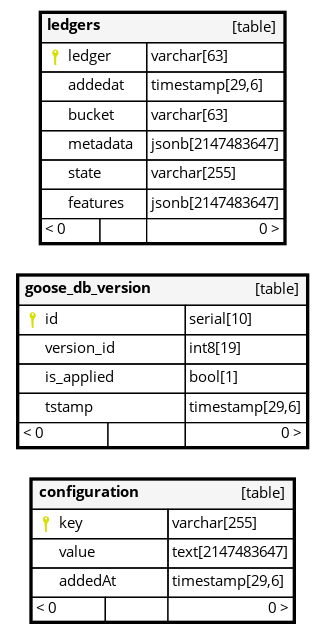 ledgers [table]
ledger varchar[63]
addedat timestamp[29,6]
bucket varchar[63]
metadata jsonb[2147483647]
state varchar[255]
features jsonb[2147483647]
< 0 0 >
goose_db_version [table]
id serial[10]
version_id int8[19]
is_applied bool[1]
tstamp timestamp[29,6]
< 0 0 >
configuration [table]
key varchar[255]
value text[2147483647]
addedAt timestamp[29,6]
< 0 0 >